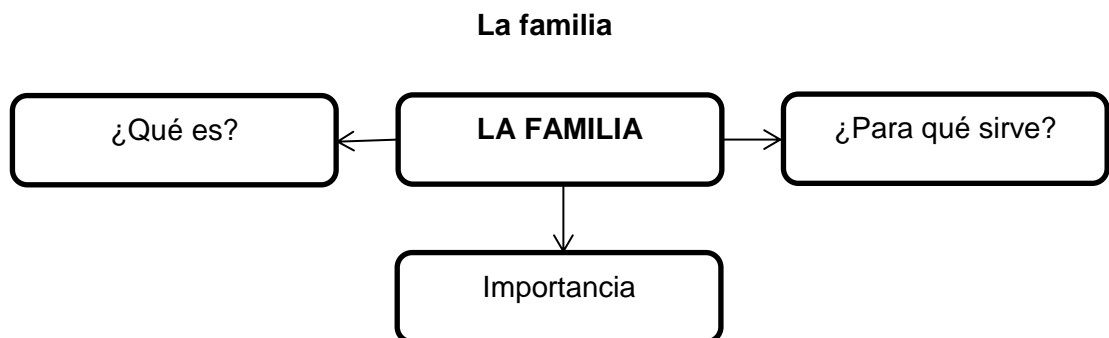 La familia
¿Qué es?
LA FAMILIA
¿Para qué sirve?
Importancia